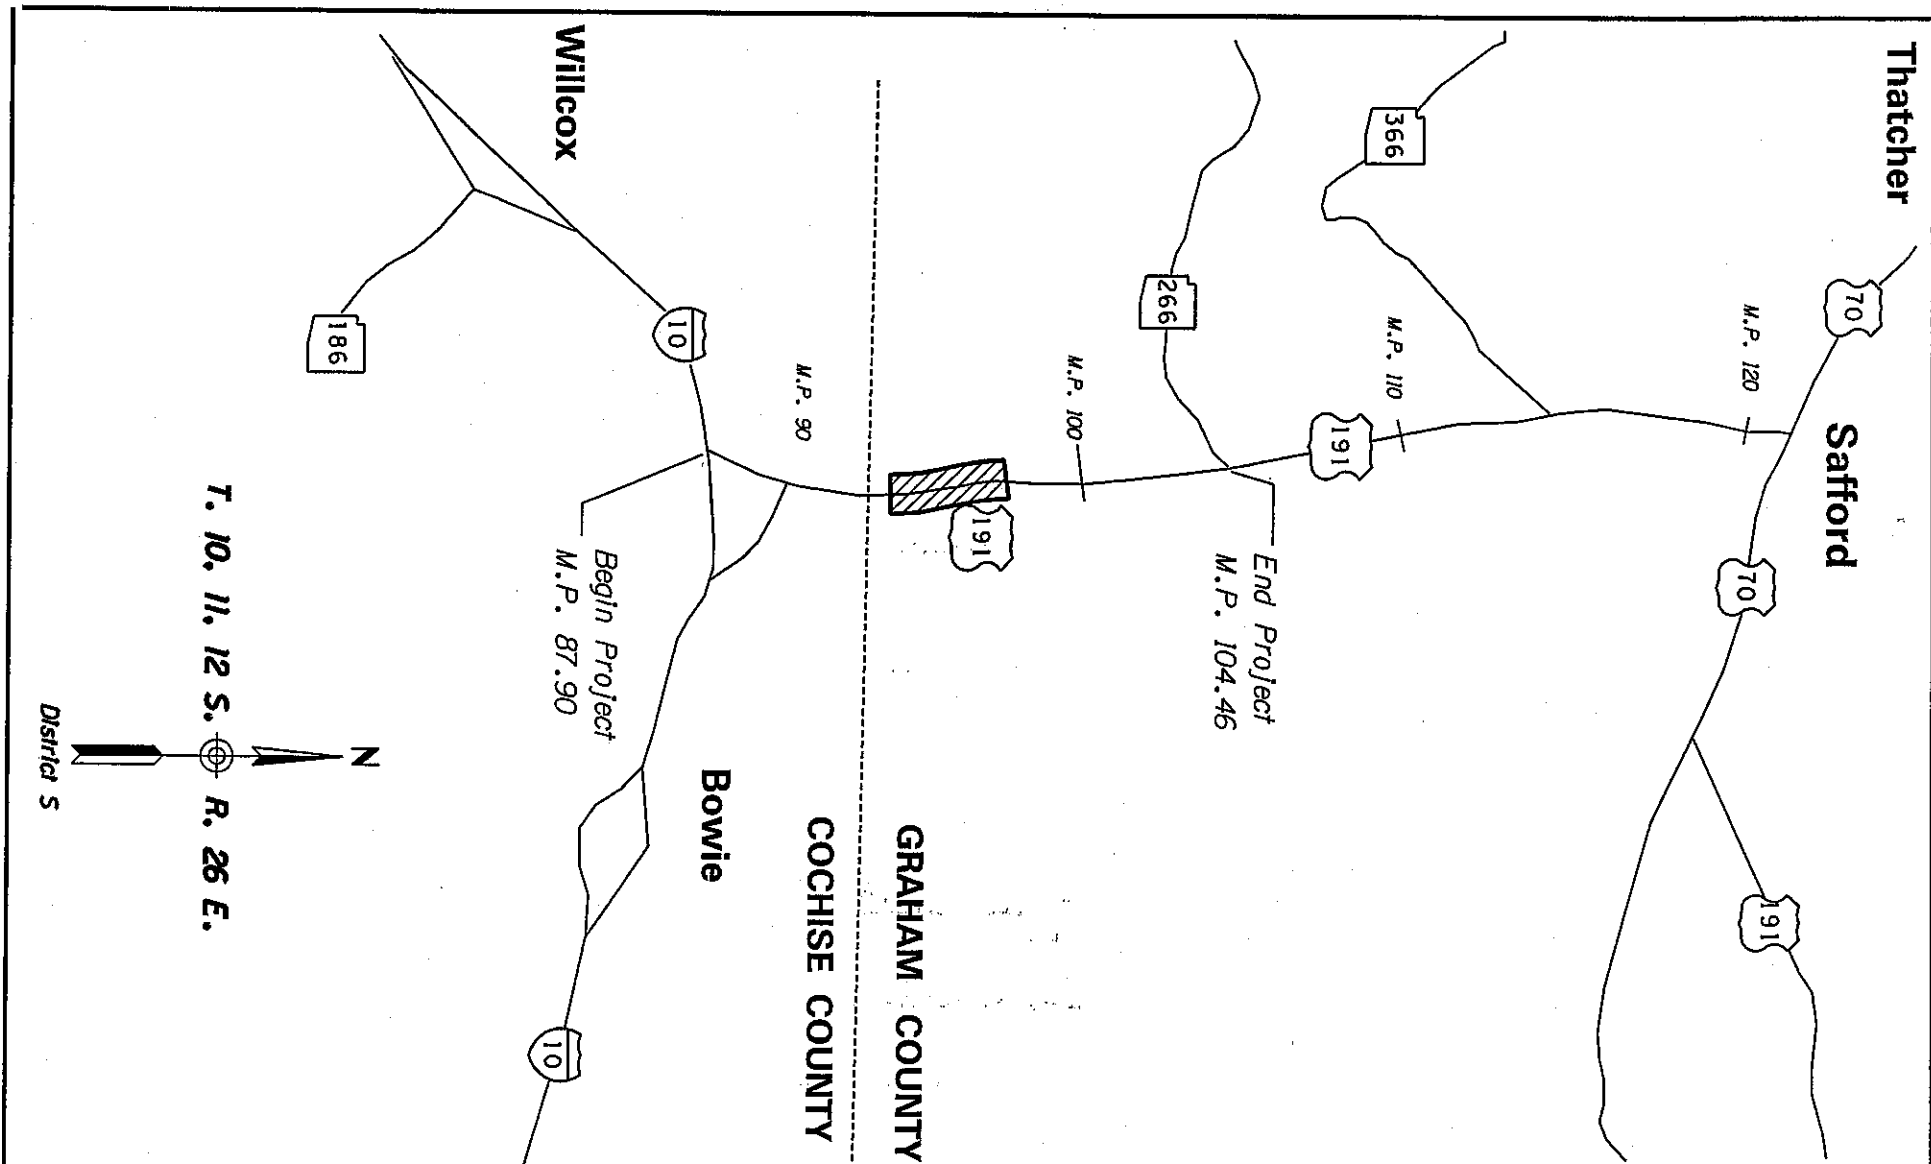 Thatcher
70
M.P. 120
Safford
70
191
366
M.P. 110
191
End Project
M.P. 104.46
266
M.P. 100
191
GRAHAM COUNTY
COCHISE COUNTY
M.P. 90
Willcox
10
Begin Project
M.P. 87.90
Bowie
10
186
N
T. 10. 11. 12 S. R. 26 E.
District S